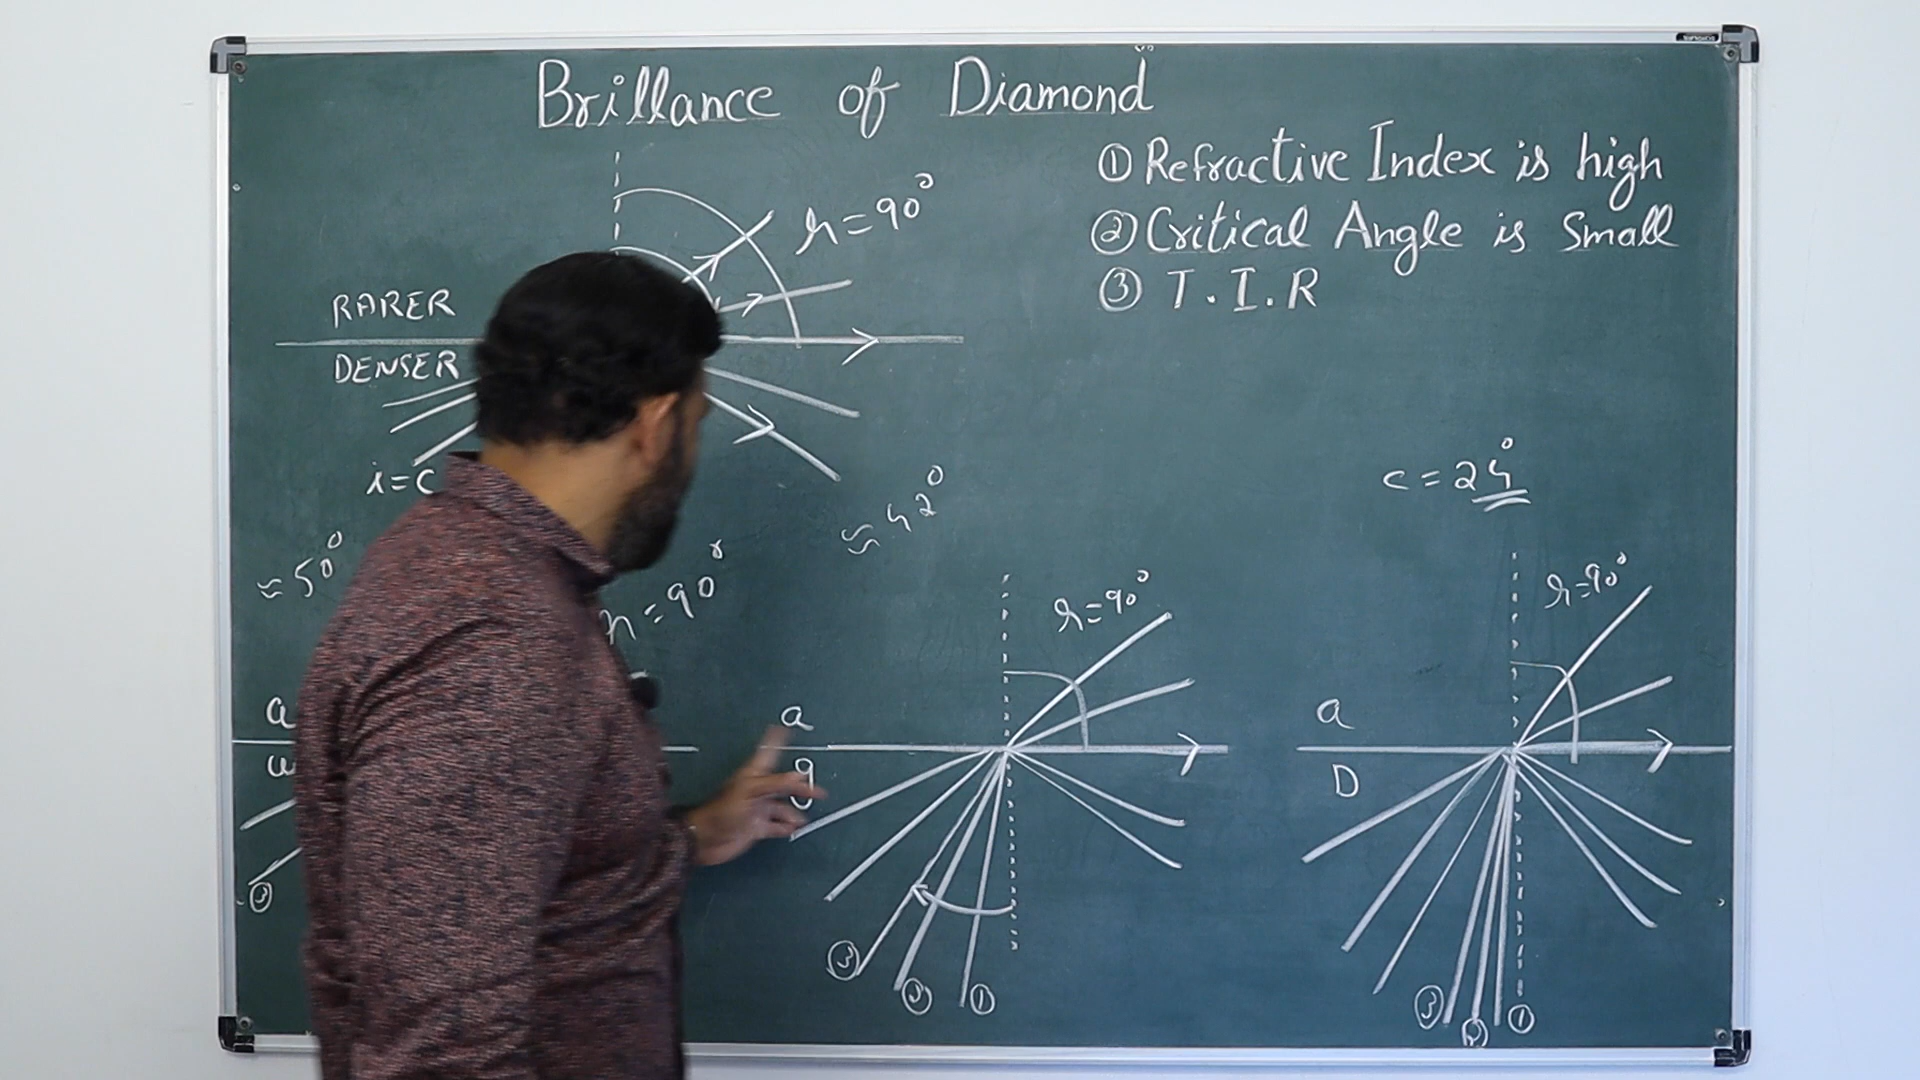 Brillance of Diamond
① Refractive Index is high
② Critical Angle is Small
③ T.I.R
r=90°
RARER
DENSER
i=c
c = 24°
≈ 50°
r=90°
≈ 42°
r=90°
r=90°
a
a
a
g
D
③
③
②
①
③
②
①